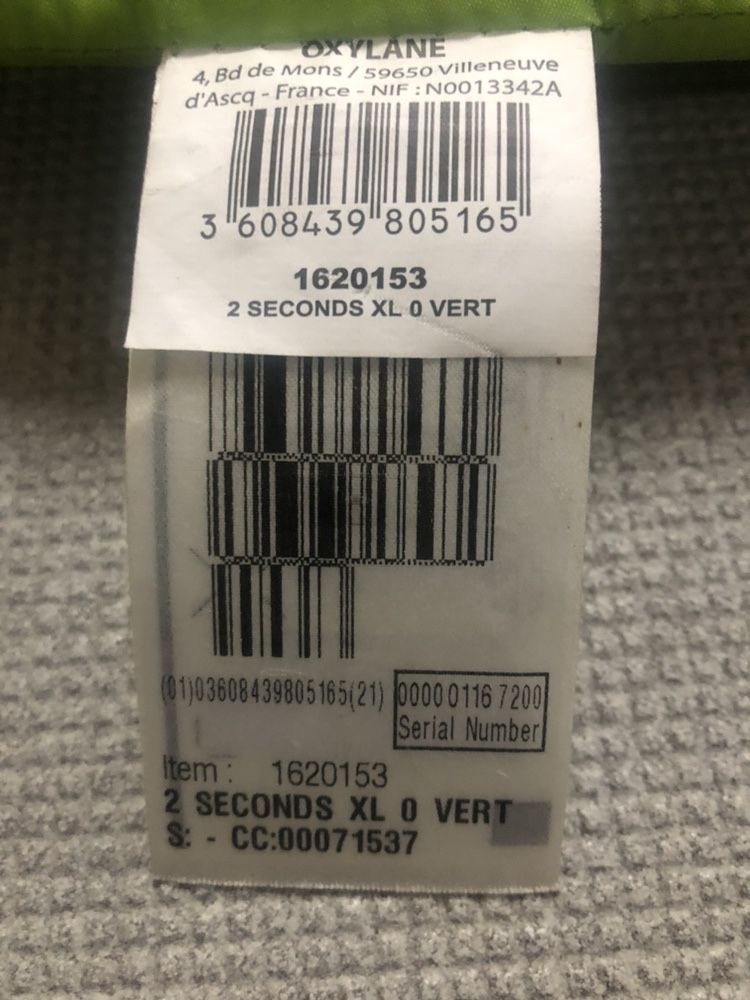 OXYLANE
4, Bd de Mons / 59650 Villeneuve
d'Ascq - France - NIF : N0013342A
3 608439 805165
1620153
2 SECONDS XL 0 VERT
(01)03608439805165(21) 0000 0116 7200
Serial Number
Item : 1620153
2 SECONDS XL 0 VERT
S: - CC:00071537